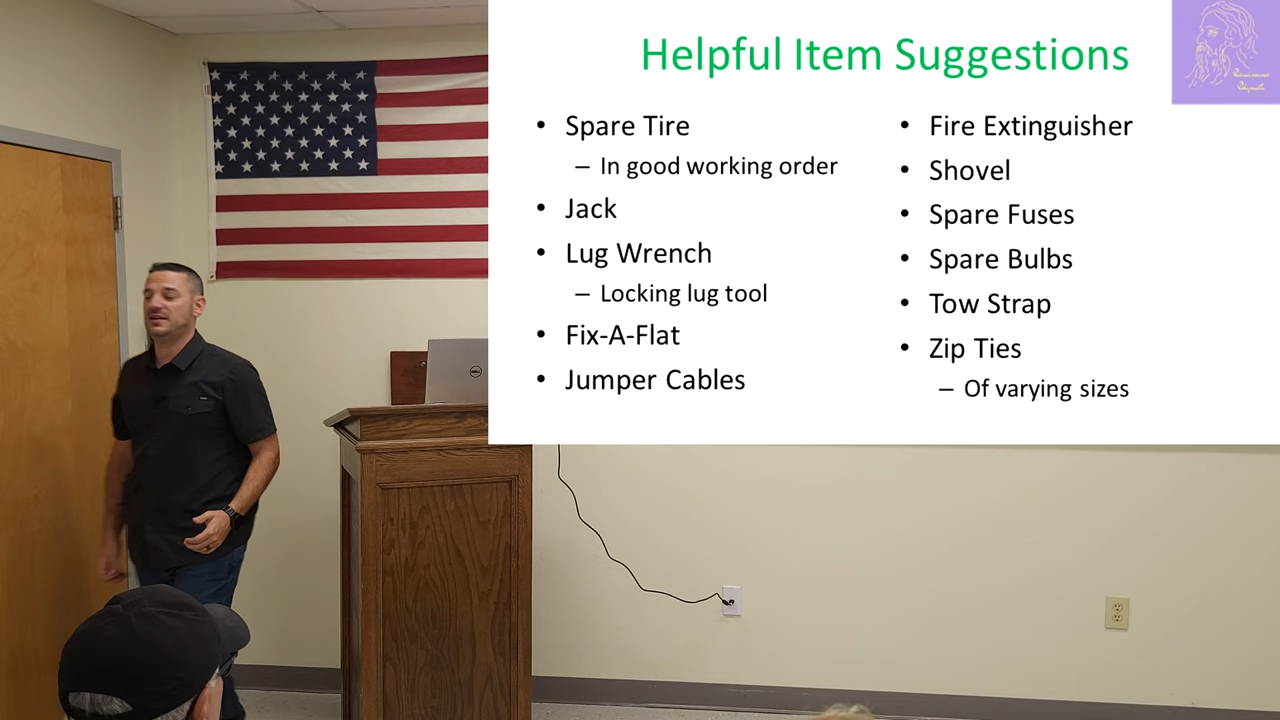 Helpful Item Suggestions
• Spare Tire
– In good working order
• Jack
• Lug Wrench
– Locking lug tool
• Fix-A-Flat
• Jumper Cables
• Fire Extinguisher
• Shovel
• Spare Fuses
• Spare Bulbs
• Tow Strap
• Zip Ties
– Of varying sizes
DELL